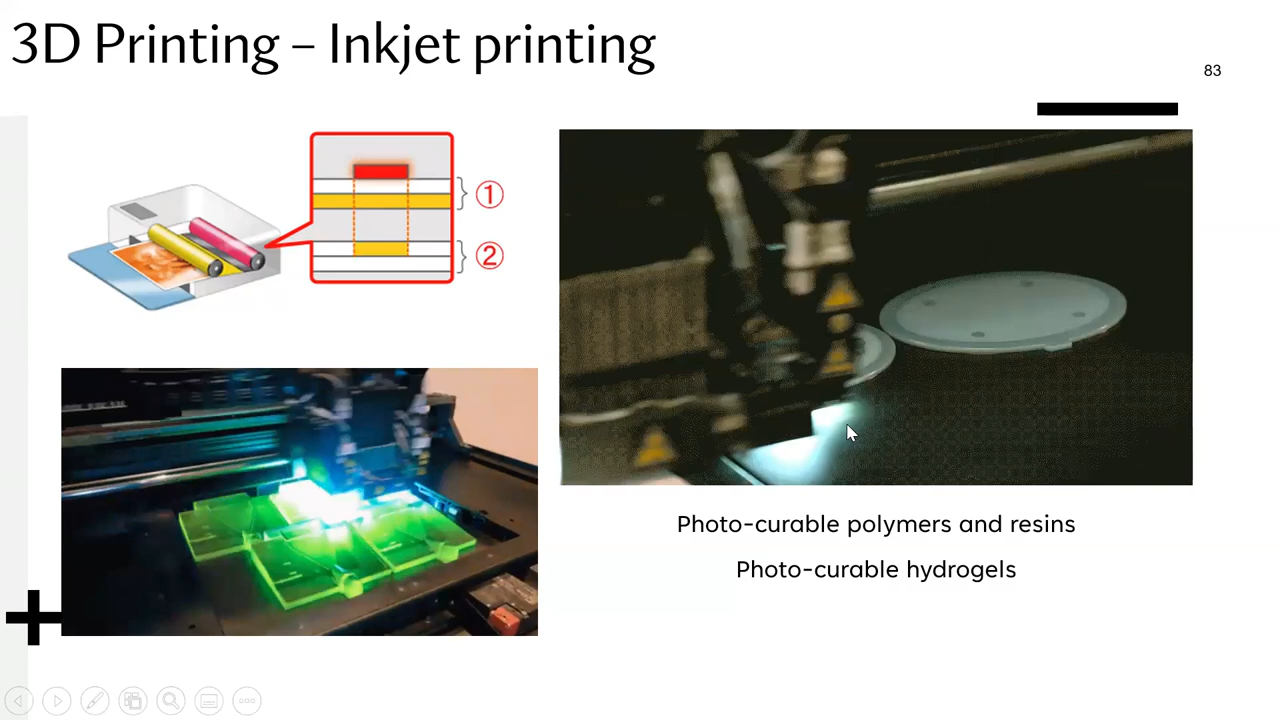 3D Printing – Inkjet printing
83
①
②
Photo-curable polymers and resins
Photo-curable hydrogels